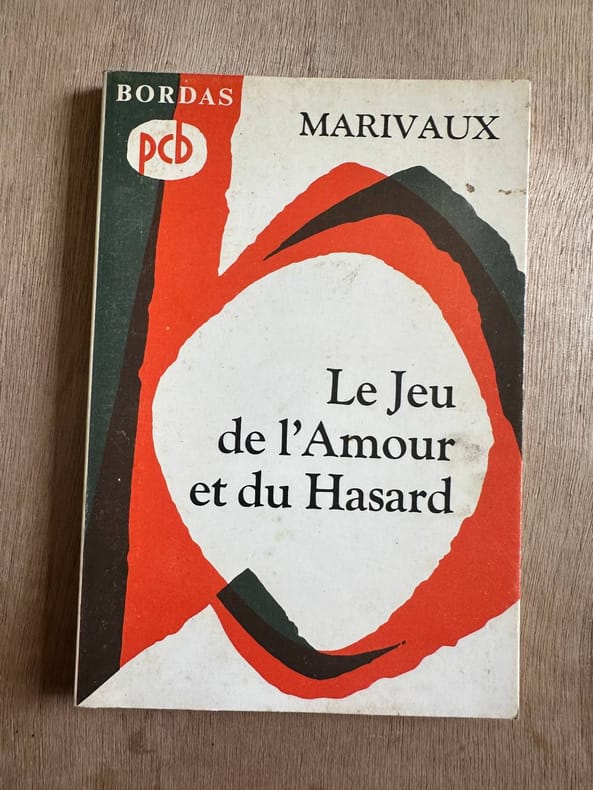 BORDAS
pcb
MARIVAUX
Le Jeu
de l'Amour
et du Hasard